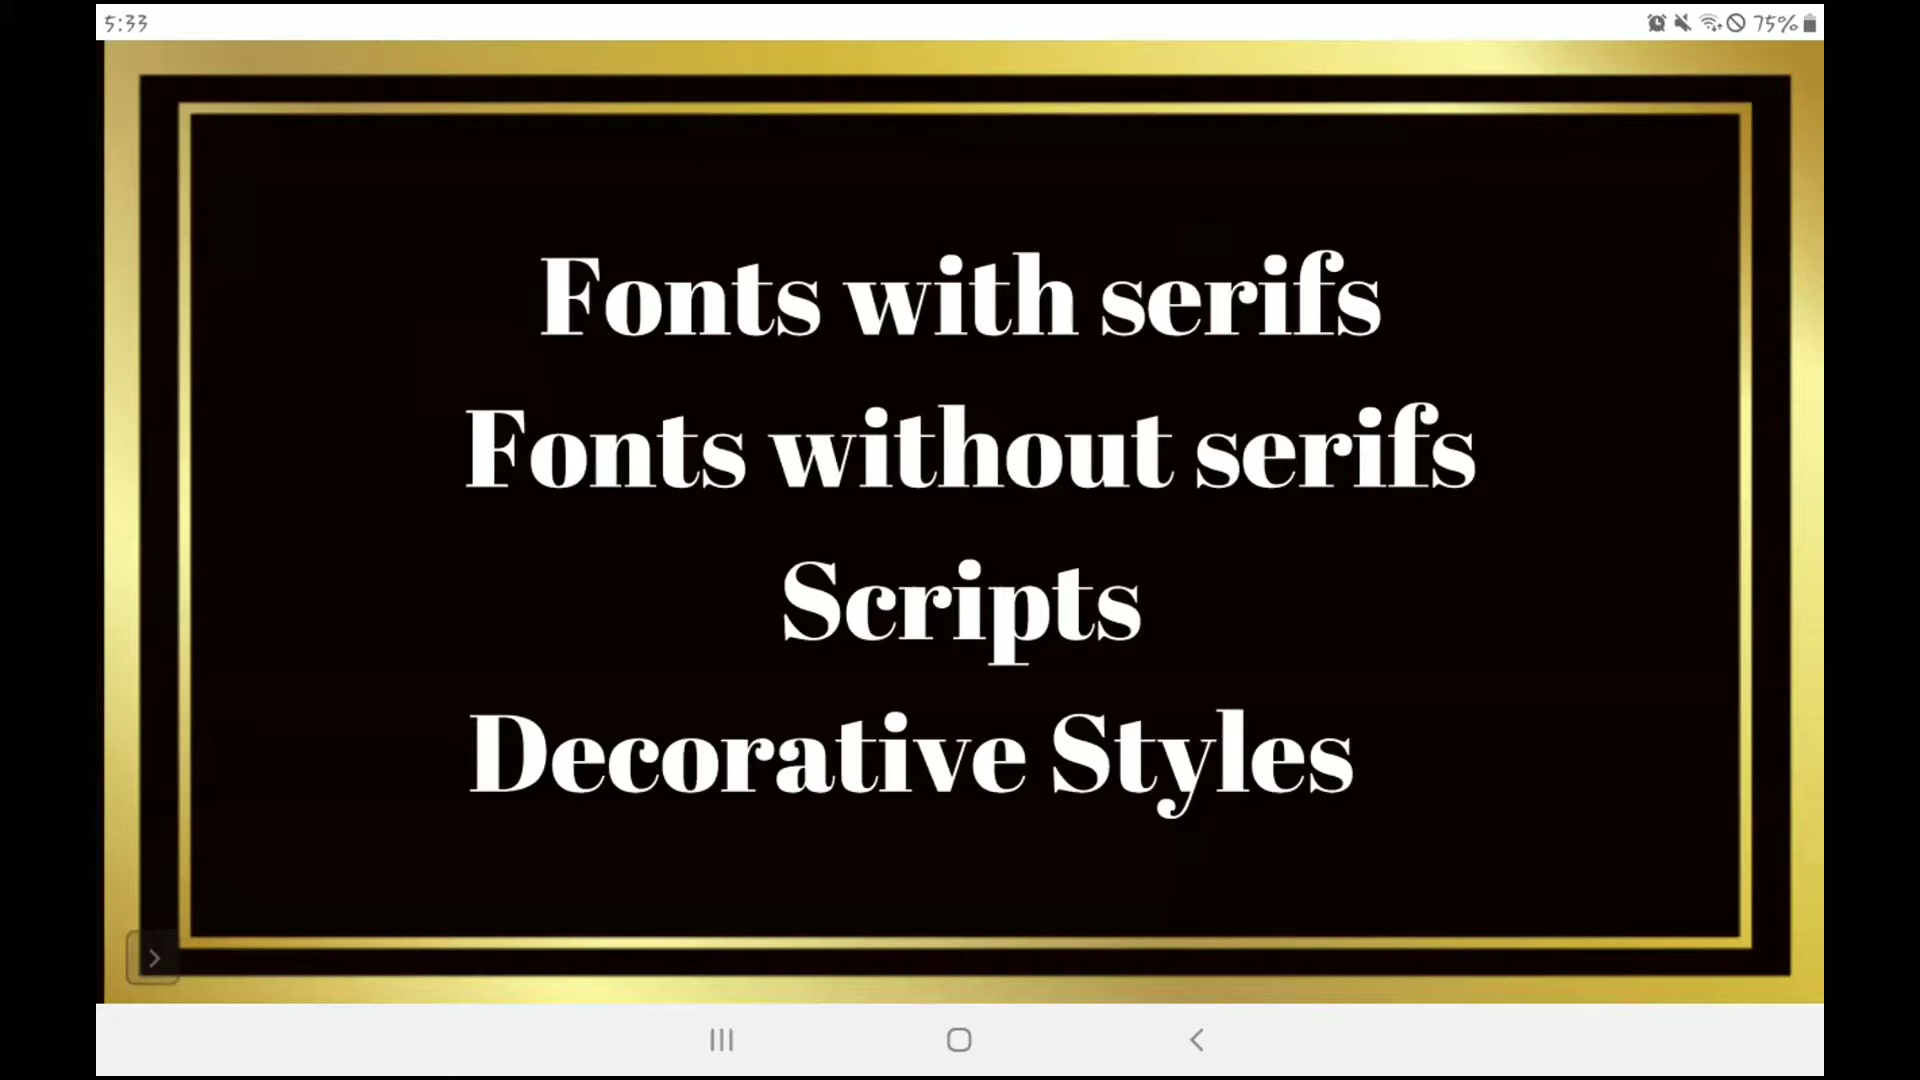 5:33
75%
Fonts with serifs
Fonts without serifs
Scripts
Decorative Styles